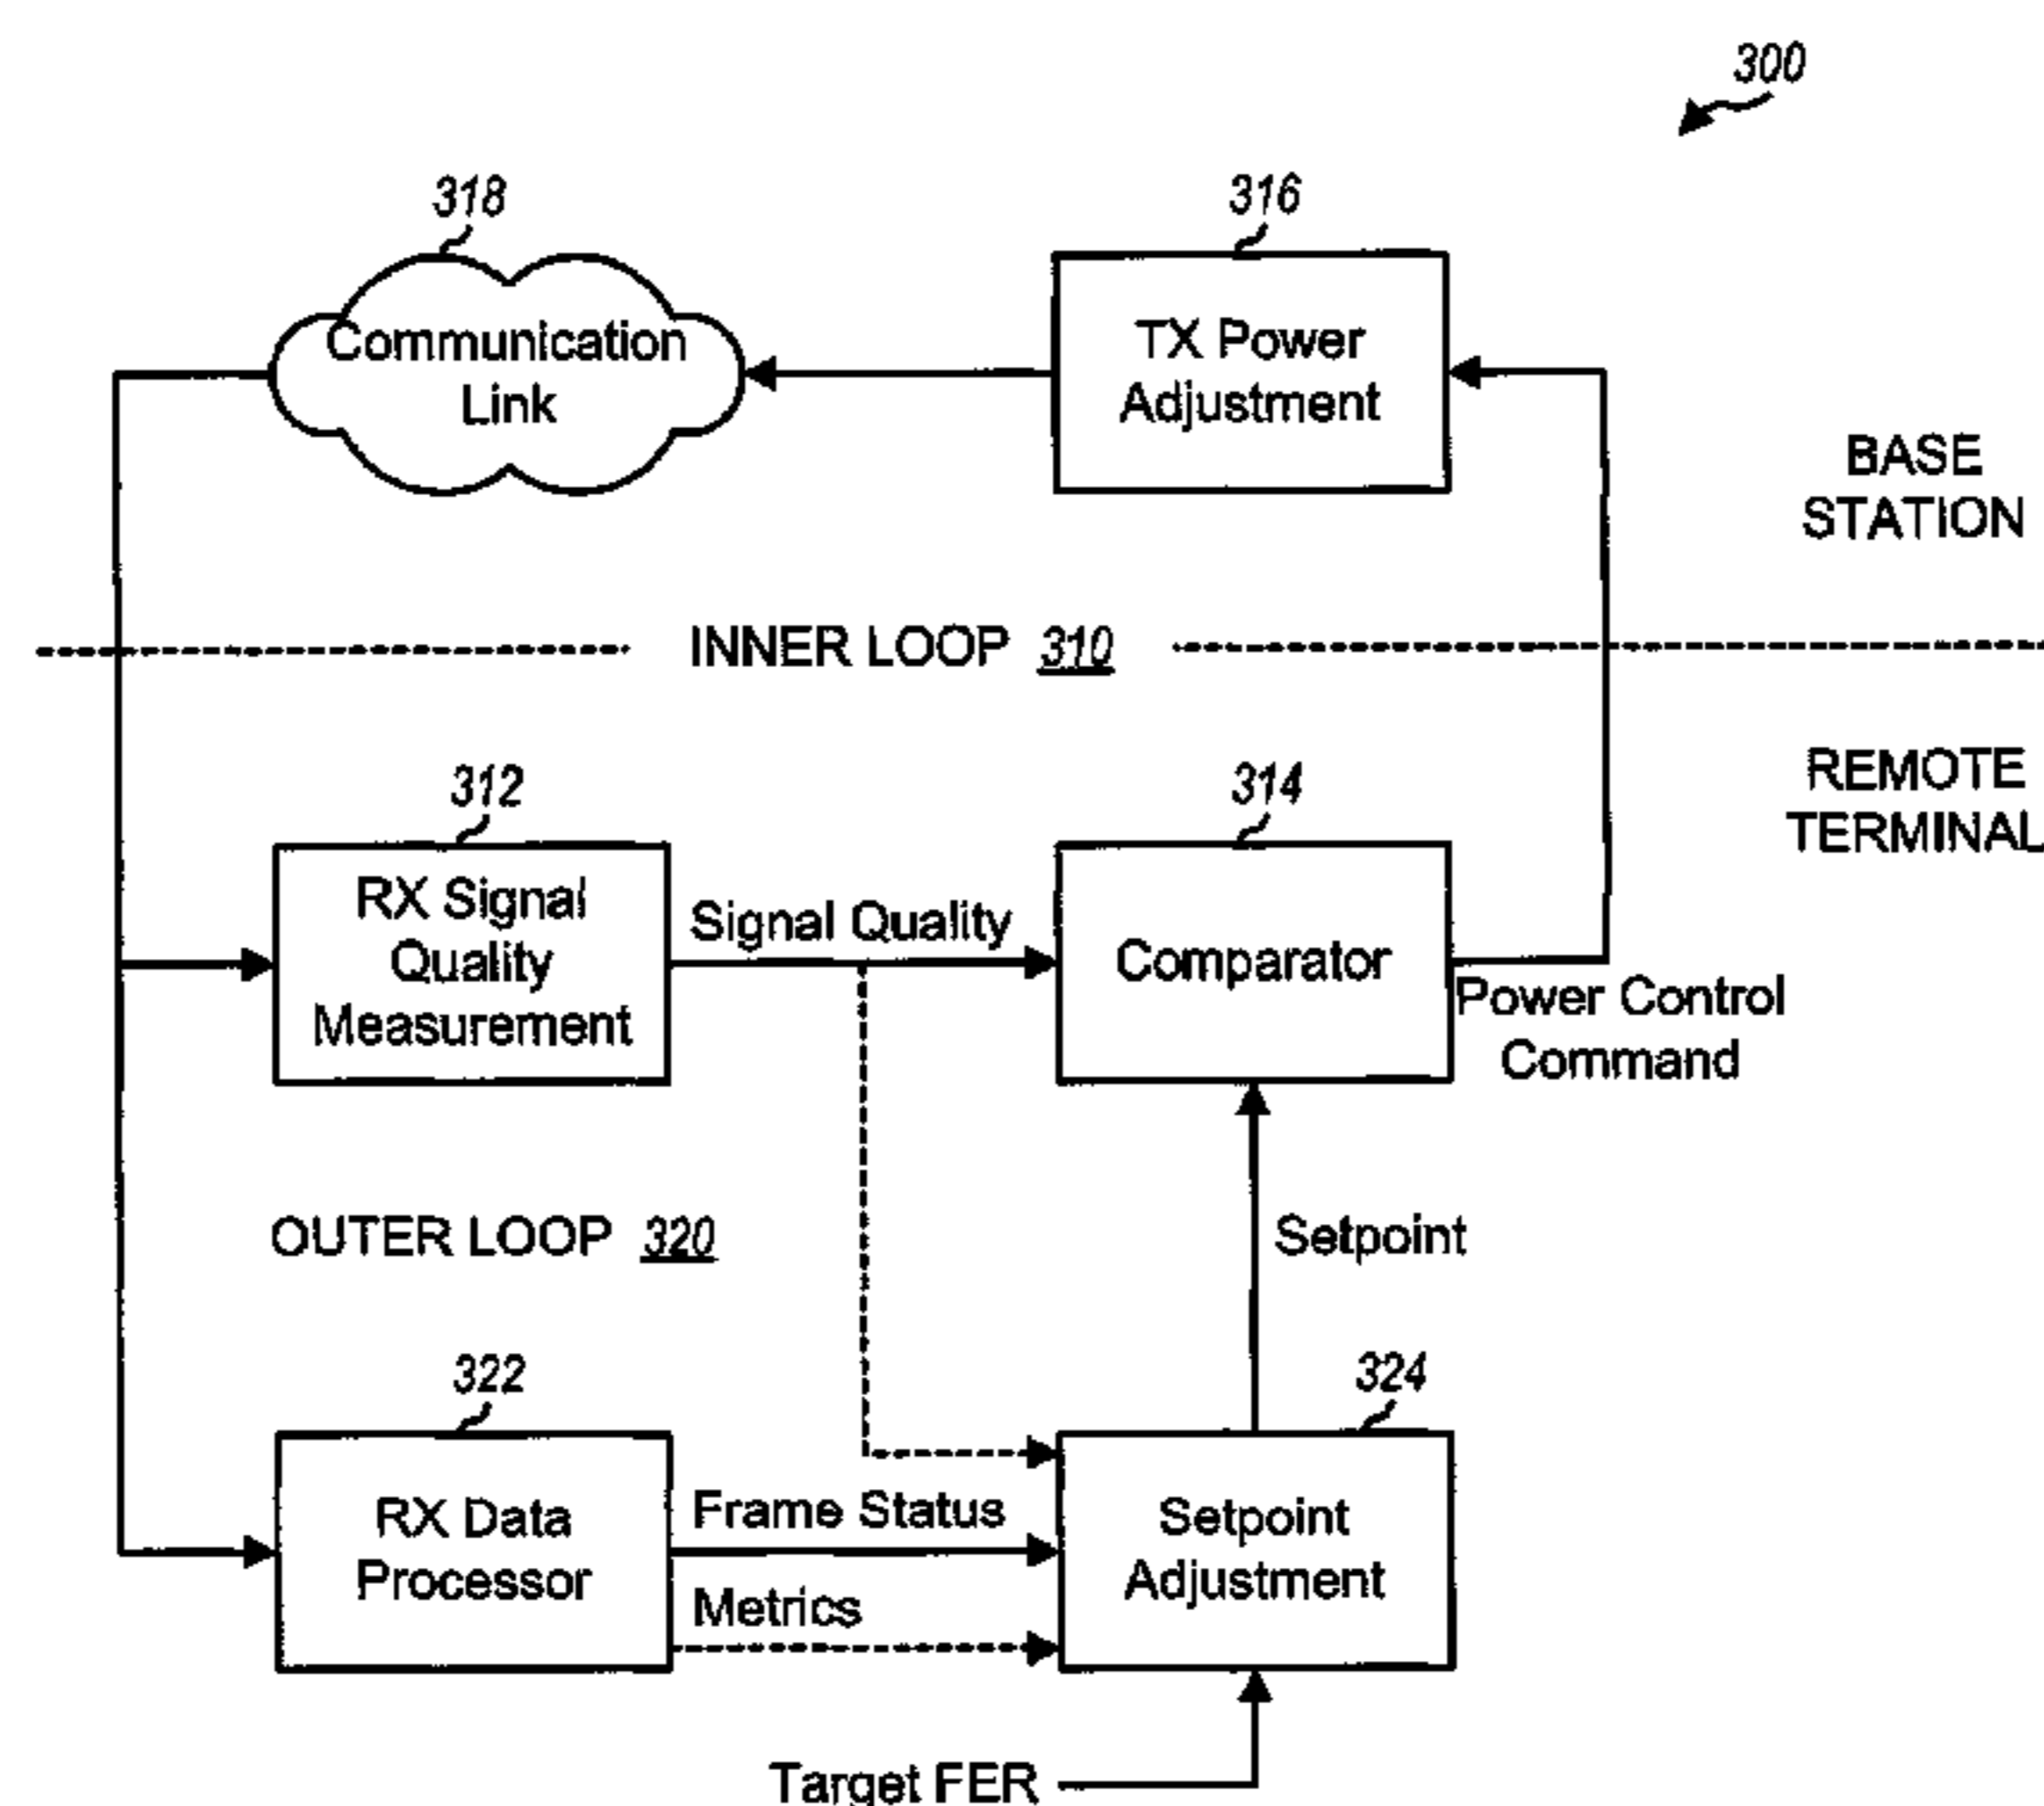 300
318
316
Communication
Link
TX Power
Adjustment
BASE
STATION
INNER LOOP 310
REMOTE
TERMINAL
312
314
RX Signal
Quality
Measurement
Signal Quality
Comparator
Power Control
Command
OUTER LOOP 320
Setpoint
322
324
RX Data
Processor
Frame Status
Metrics
Setpoint
Adjustment
Target FER